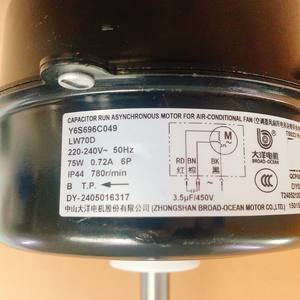 CAPACITOR RUN ASYNCHRONOUS MOTOR FOR AIR-CONDITIONAL FAN
Y6S696C049
LW70D
220-240V~ 50Hz
75W 0.72A 6P
IP44 780r/min
B T.P.
DY-2405016317
中山大洋电机股份有限公司 (ZHONGSHAN BROAD-OCEAN MOTOR CO.,LTD.)
M
RD BN BK
红 棕 黑
3.5μF/450V
大洋电机
BROAD-OCEAN